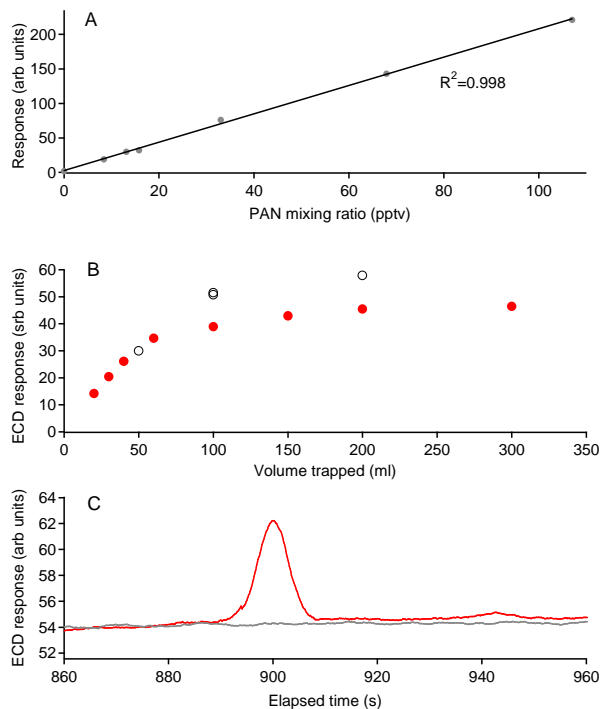 A
Response (arb units)
200
150
100
50
0
R²=0.998
0 20 40 60 80 100
PAN mixing ratio (pptv)
B
ECD response (srb units)
60
50
40
30
20
10
0
0 50 100 150 200 250 300 350
Volume trapped (ml)
C
ECD response (arb units)
64
62
60
58
56
54
52
860 880 900 920 940 960
Elapsed time (s)